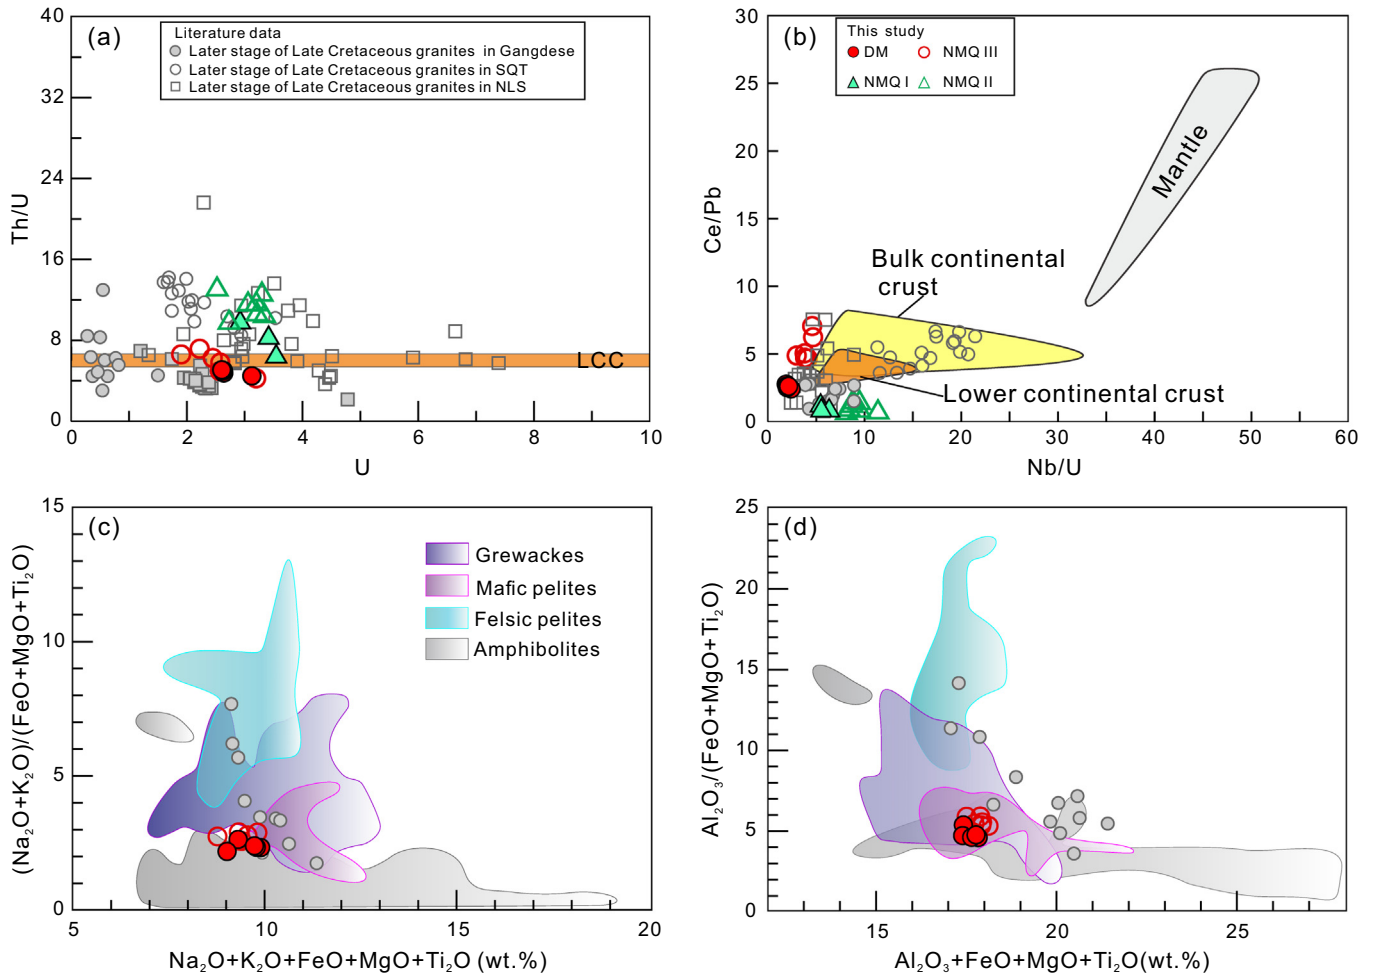 (a)
Literature data
Later stage of Late Cretaceous granites in Gangdese
Later stage of Late Cretaceous granites in SQT
Later stage of Late Cretaceous granites in NLS
LCC
40
32
24
16
8
0
Th/U
0 2 4 6 8 10
U
(b)
This study
DM NMQ III
NMQ I NMQ II
Mantle
Bulk continental
crust
Lower continental crust
30
25
20
15
10
5
0
Ce/Pb
0 10 20 30 40 50 60
Nb/U
(c)
Grewackes
Mafic pelites
Felsic pelites
Amphibolites
15
10
5
0
(Na₂O+K₂O)/(FeO+MgO+Ti₂O)
5 10 15 20
Na₂O+K₂O+FeO+MgO+Ti₂O (wt.%)
(d)
25
20
15
10
5
0
Al₂O₃/(FeO+MgO+Ti₂O)
15 20 25
Al₂O₃+FeO+MgO+Ti₂O(wt.%)